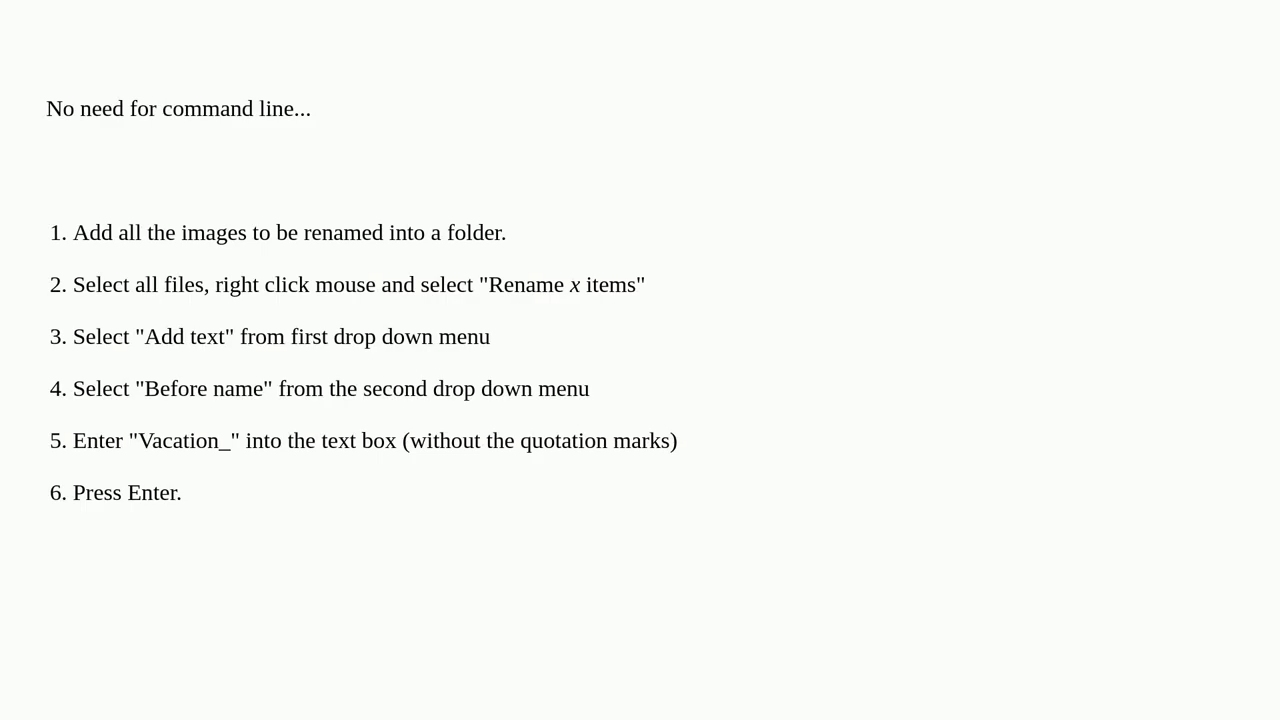 No need for command line...
1. Add all the images to be renamed into a folder.
2. Select all files, right click mouse and select "Rename x items"
3. Select "Add text" from first drop down menu
4. Select "Before name" from the second drop down menu
5. Enter "Vacation_" into the text box (without the quotation marks)
6. Press Enter.